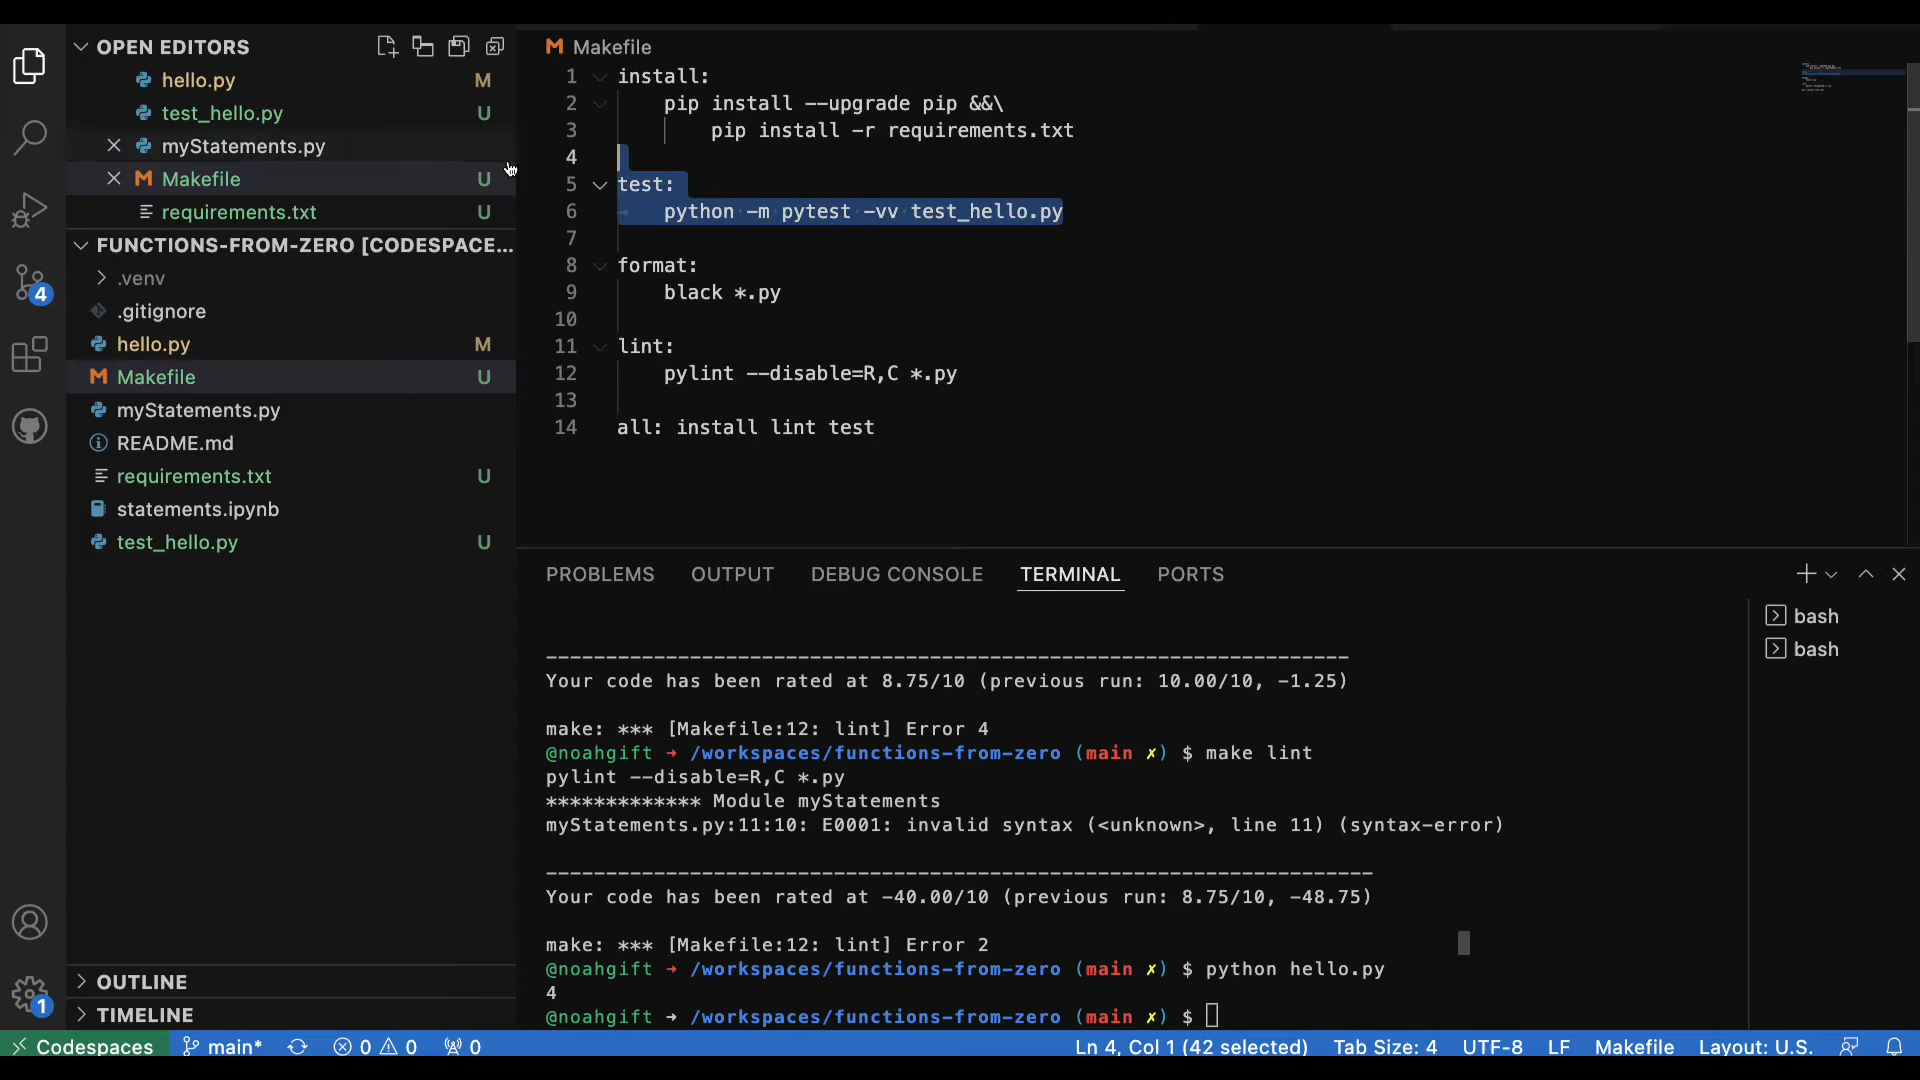 OPEN EDITORS
hello.py M
test_hello.py U
myStatements.py
Makefile U
requirements.txt U
FUNCTIONS-FROM-ZERO [CODESPACE...
.venv
.gitignore
hello.py M
Makefile U
myStatements.py
README.md
requirements.txt U
statements.ipynb
test_hello.py U
OUTLINE
TIMELINE
4
1
Makefile
1 install:
2 pip install --upgrade pip &&\
3 pip install -r requirements.txt
4
5 test:
6 python -m pytest -vv test_hello.py
7
8 format:
9 black *.py
10
11 lint:
12 pylint --disable=R,C *.py
13
14 all: install lint test
PROBLEMS OUTPUT DEBUG CONSOLE TERMINAL PORTS
bash
bash
------------------------------------------------------------------
Your code has been rated at 8.75/10 (previous run: 10.00/10, -1.25)
make: *** [Makefile:12: lint] Error 4
@noahgift → /workspaces/functions-from-zero (main ✗) $ make lint
pylint --disable=R,C *.py
************* Module myStatements
myStatements.py:11:10: E0001: invalid syntax (<unknown>, line 11) (syntax-error)
--------------------------------------------------------------------
Your code has been rated at -40.00/10 (previous run: 8.75/10, -48.75)
make: *** [Makefile:12: lint] Error 2
@noahgift → /workspaces/functions-from-zero (main ✗) $ python hello.py
4
@noahgift → /workspaces/functions-from-zero (main ✗) $
Codespaces main* 0 0 0 Ln 4, Col 1 (42 selected) Tab Size: 4 UTF-8 LF Makefile Layout: U.S.